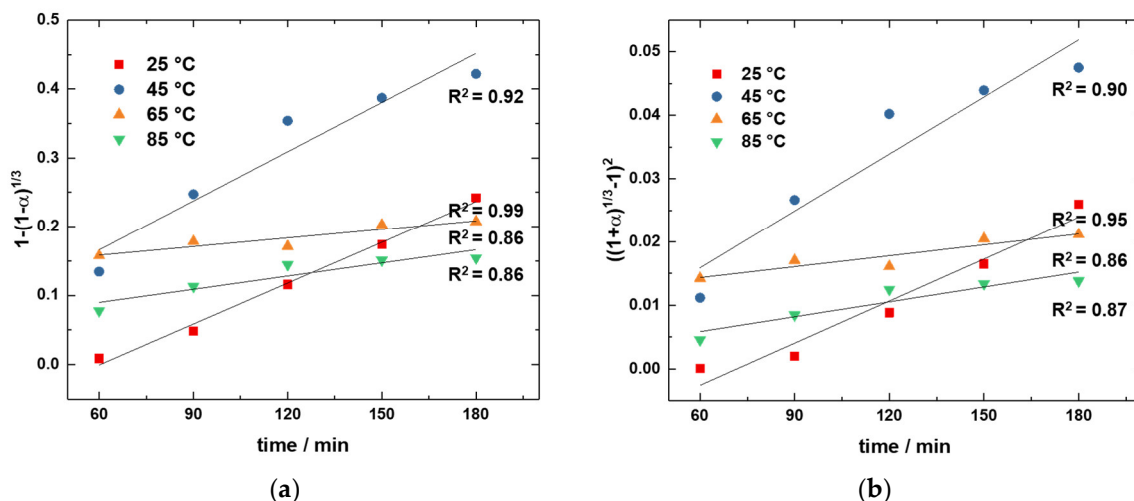 0.5
0.4
0.3
0.2
0.1
0.0
1-(1-α)^{1/3}
25 °C
45 °C
65 °C
85 °C
R² = 0.92
R² = 0.99
R² = 0.86
R² = 0.86
60 90 120 150 180
time / min
(a)
0.05
0.04
0.03
0.02
0.01
0.00
((1+α)^{1/3}-1)²
25 °C
45 °C
65 °C
85 °C
R² = 0.90
R² = 0.95
R² = 0.86
R² = 0.87
60 90 120 150 180
time / min
(b)